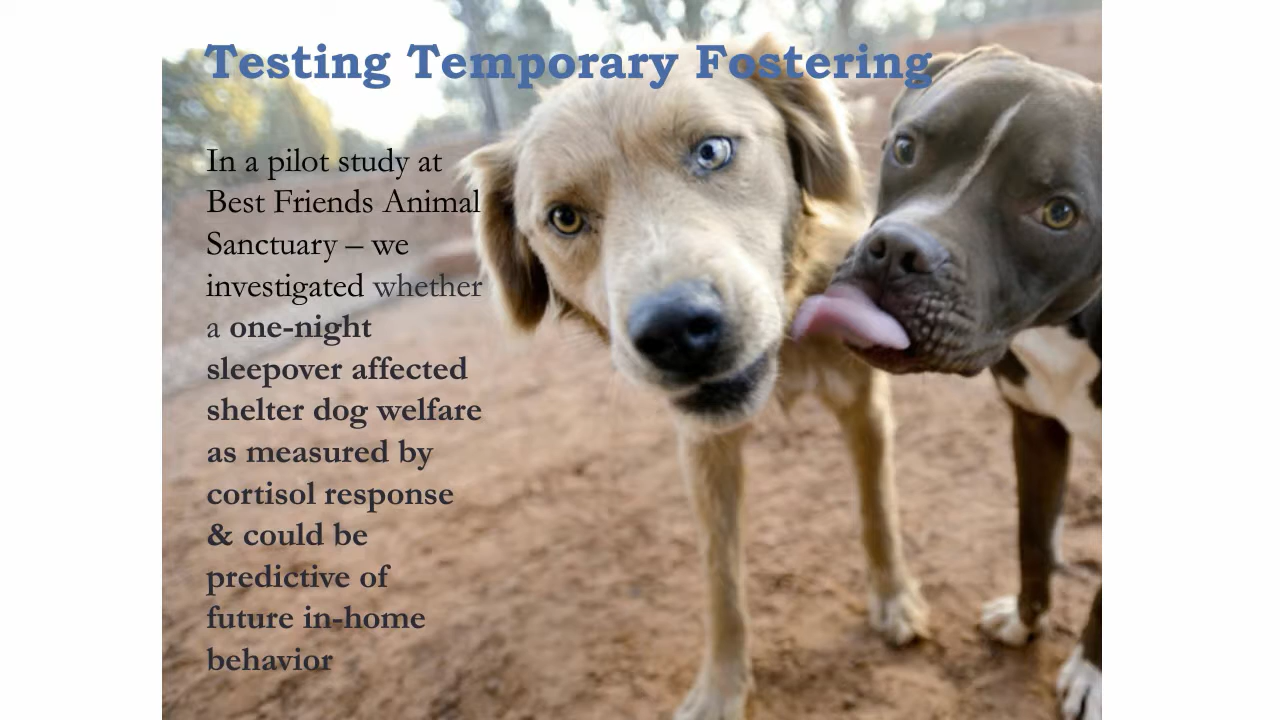 Testing Temporary Fostering
In a pilot study at
Best Friends Animal
Sanctuary – we
investigated whether
a one-night
sleepover affected
shelter dog welfare
as measured by
cortisol response
& could be
predictive of
future in-home
behavior